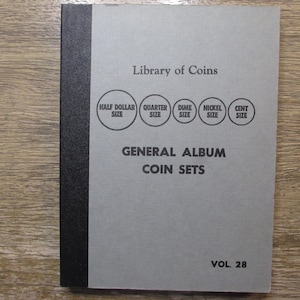 Library of Coins
HALF DOLLAR SIZE
QUARTER SIZE
DIME SIZE
NICKEL SIZE
CENT SIZE
GENERAL ALBUM
COIN SETS
VOL. 28